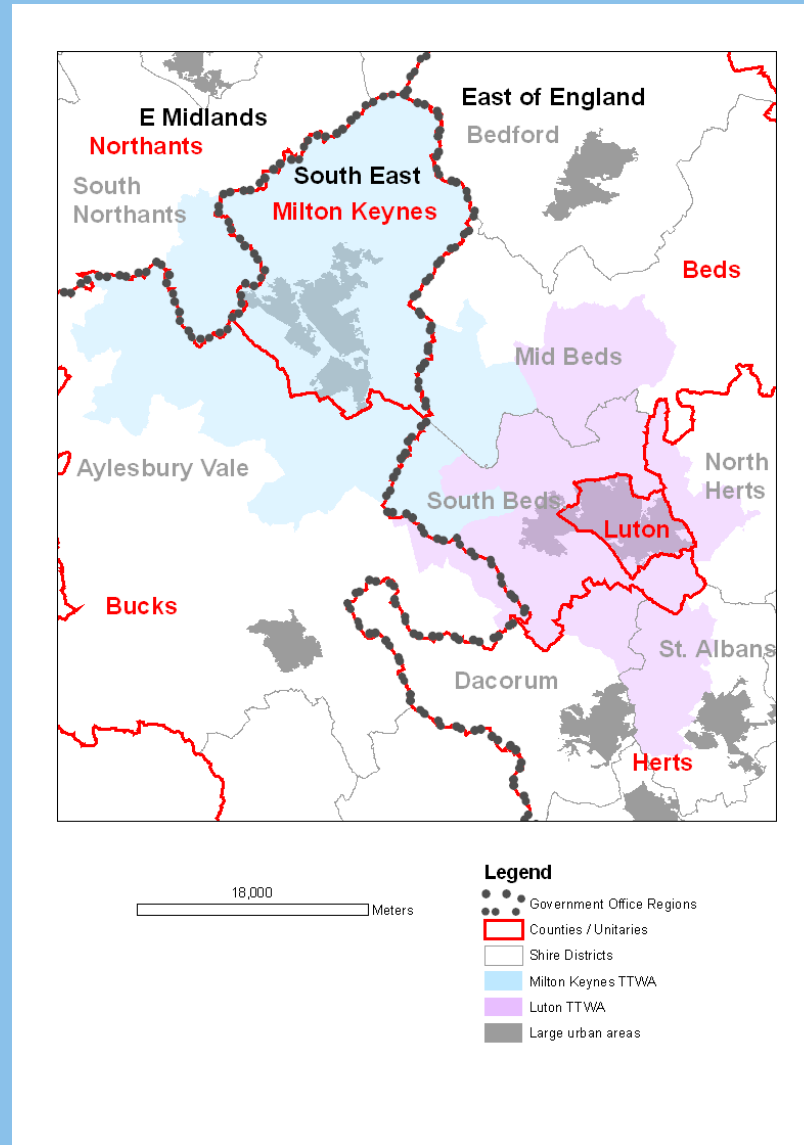 East of England
E Midlands
Bedford
Northants
South East
South
Northants
Milton Keynes
Beds
Mid Beds
Aylesbury Vale
North
Herts
South Beds
Luton
Bucks
St. Albans
Dacorum
Herts
Legend
18,000
Meters
Government Office Regions
Counties / Unitaries
Shire Districts
Milton Keynes TTWA
Luton TTWA
Large urban areas